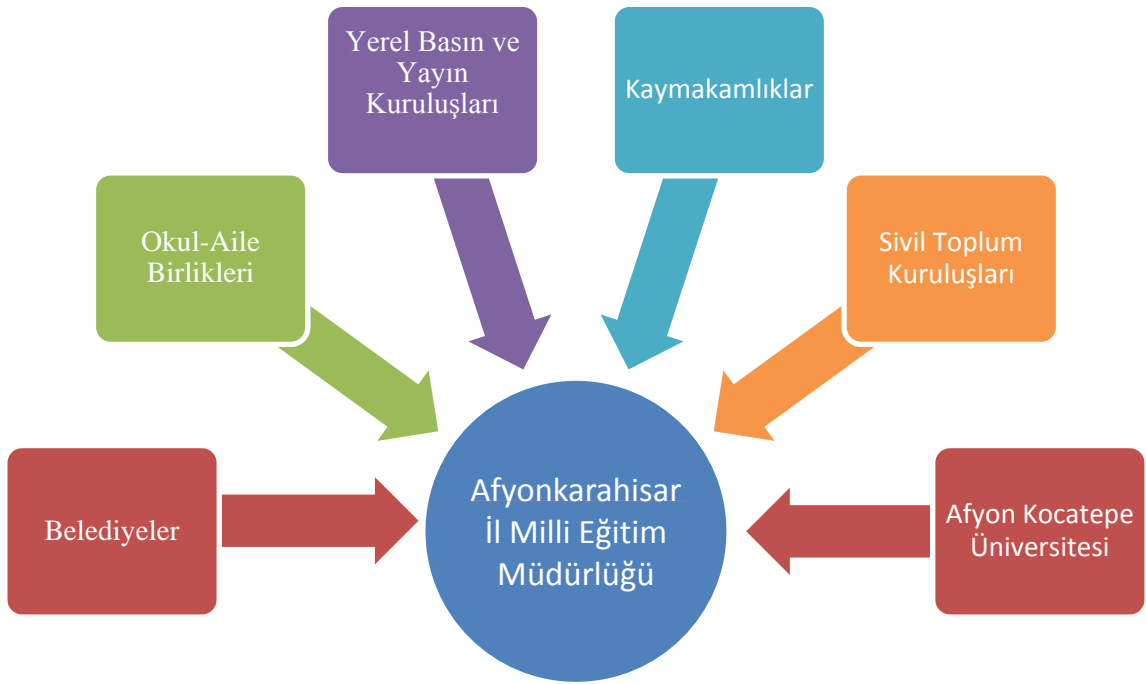 Yerel Basın ve
Yayın
Kuruluşları
Kaymakamlıklar
Okul-Aile
Birlikleri
Sivil Toplum
Kuruluşları
Belediyeler
Afyonkarahisar
İl Milli Eğitim
Müdürlüğü
Afyon Kocatepe
Üniversitesi